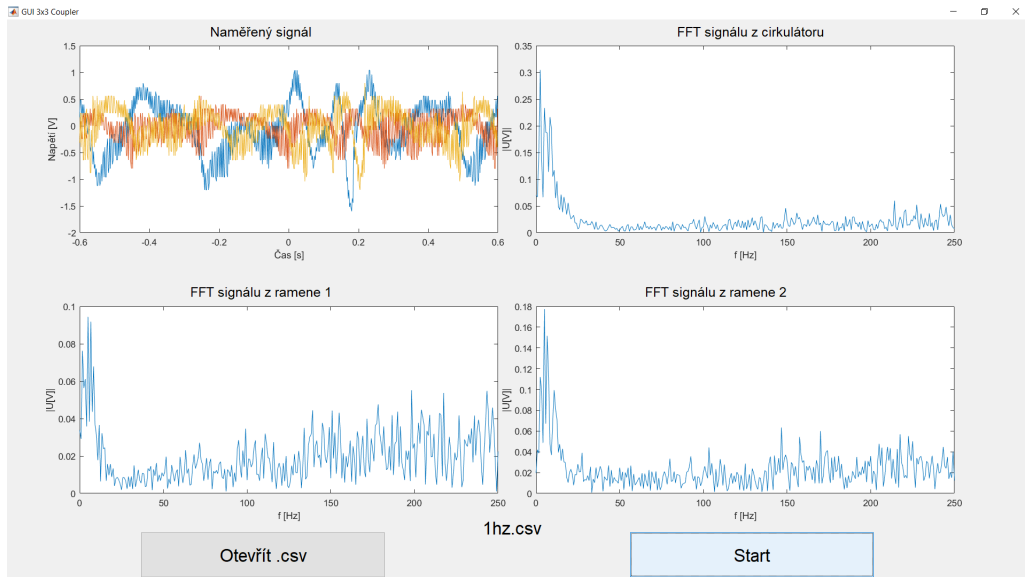 GUI 3x3 Coupler
Naměřený signál
1.5
1
0.5
0
-0.5
-1
-1.5
-2
Napětí [V]
-0.6 -0.4 -0.2 0 0.2 0.4 0.6
Čas [s]
FFT signálu z cirkulátoru
0.35
0.3
0.25
0.2
0.15
0.1
0.05
0
|U[V]|
0 50 100 150 200 250
f [Hz]
FFT signálu z ramene 1
0.1
0.08
0.06
0.04
0.02
0
|U[V]|
0 50 100 150 200 250
f [Hz]
FFT signálu z ramene 2
0.18
0.16
0.14
0.12
0.1
0.08
0.06
0.04
0.02
0
|U[V]|
0 50 100 150 200 250
f [Hz]
1hz.csv
Otevřít .csv
Start